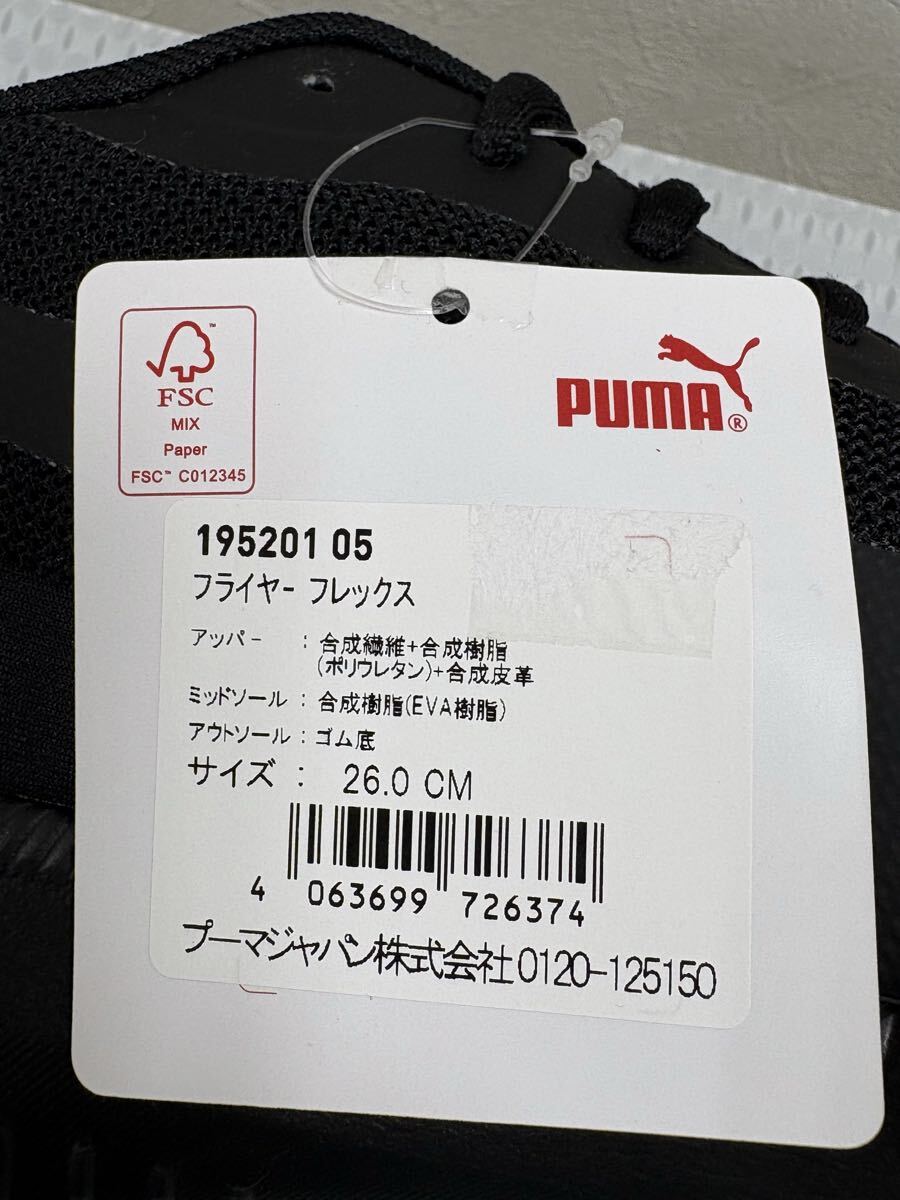 FSC
MIX
Paper
FSC™ C012345
PUMA®
195201 05
フライヤー フレックス
アッパー : 合成繊維+合成樹脂
(ポリウレタン)+合成皮革
ミッドソール : 合成樹脂(EVA樹脂)
アウトソール : ゴム底
サイズ : 26.0 CM
4 063699 726374
プーマジャパン株式会社0120-125150